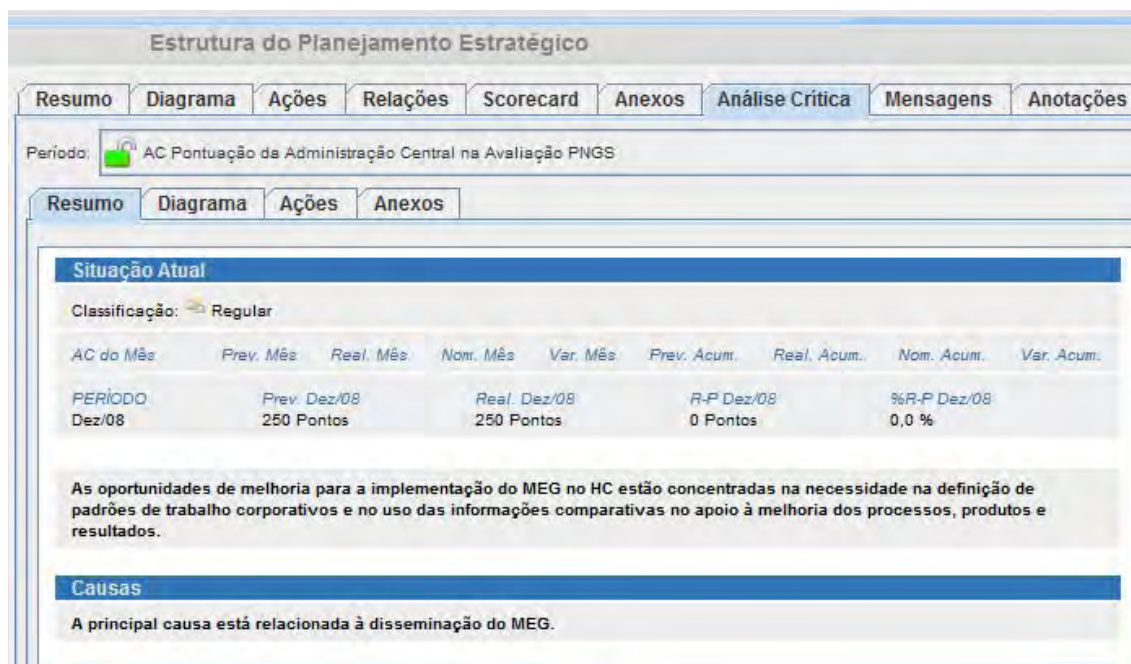 Estrutura do Planejamento Estratégico
Resumo Diagrama Ações Relações Scorecard Anexos Análise Crítica Mensagens Anotações
Período: AC Pontuação da Administração Central na Avaliação PNGS
Resumo Diagrama Ações Anexos
Situação Atual
Classificação: Regular
AC do Mês Prev. Mês Real. Mês Nom. Mês Var. Mês Prev. Acum. Real. Acum. Nom. Acum. Var. Acum.
PERÍODO Prev. Dez/08 Real. Dez/08 R-P Dez/08 %R-P Dez/08
Dez/08 250 Pontos 250 Pontos 0 Pontos 0,0 %
As oportunidades de melhoria para a implementação do MEG no HC estão concentradas na necessidade na definição de
padrões de trabalho corporativos e no uso das informações comparativas no apoio à melhoria dos processos, produtos e
resultados.
Causas
A principal causa está relacionada à disseminação do MEG.